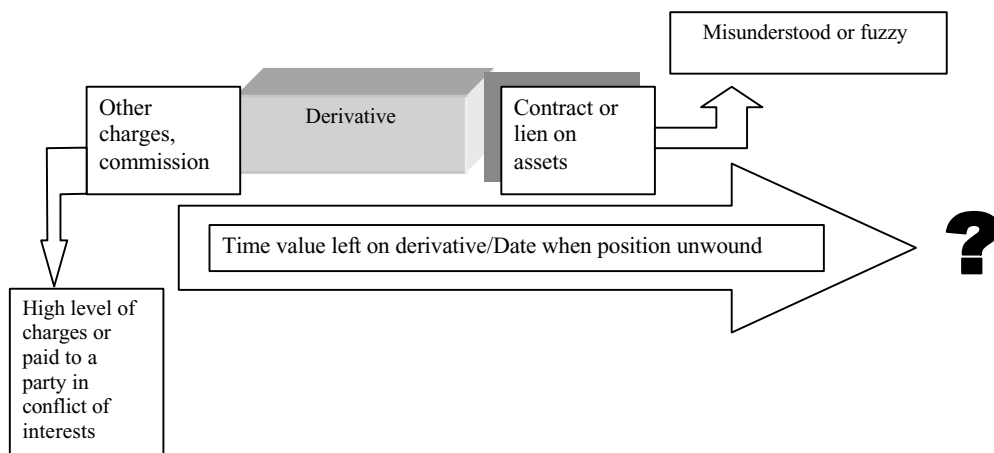 Misunderstood or fuzzy
Other
charges,
commission
Derivative
Contract or
lien on
assets
Time value left on derivative/Date when position unwound
?
High level of
charges or
paid to a
party in
conflict of
interests